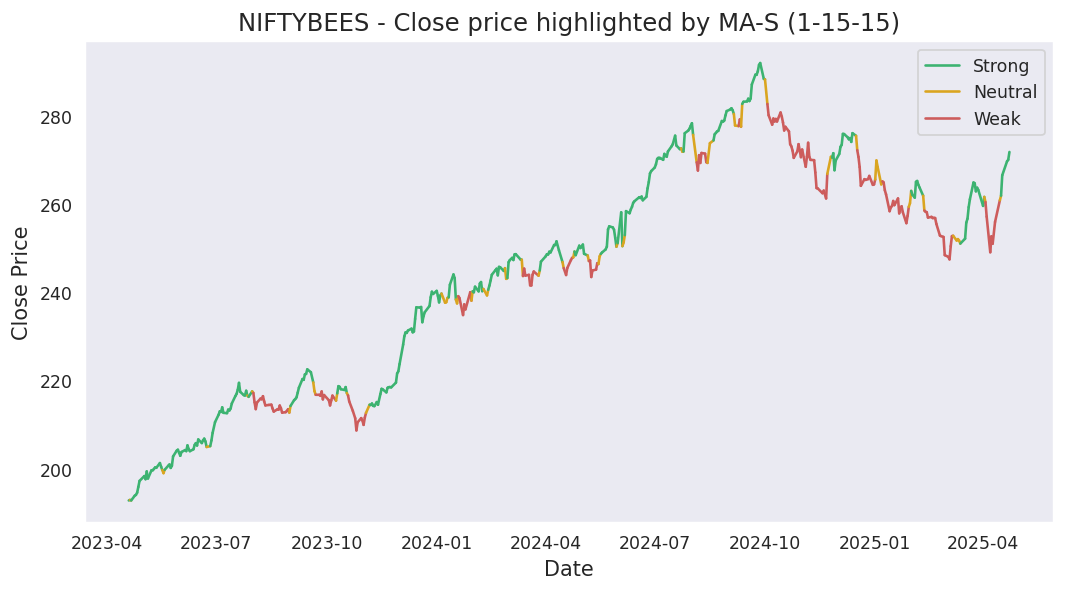 NIFTYBEES - Close price highlighted by MA-S (1-15-15)
Strong
Neutral
Weak
Close Price
280
260
240
220
200
2023-04 2023-07 2023-10 2024-01 2024-04 2024-07 2024-10 2025-01 2025-04
Date